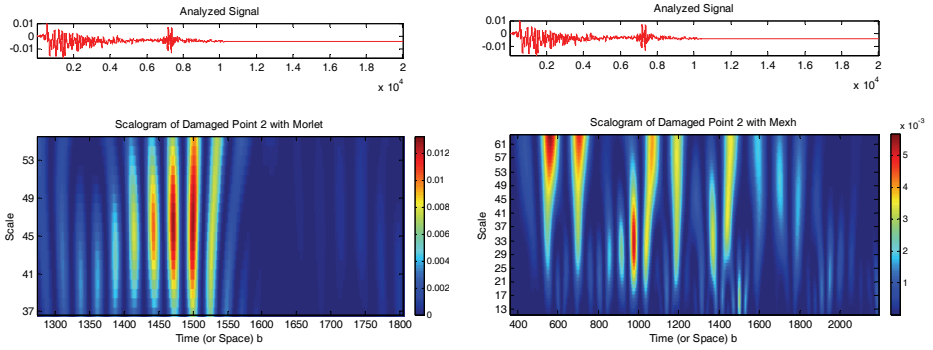 Analyzed Signal
0.01
0
-0.01
0.2 0.4 0.6 0.8 1 1.2 1.4 1.6 1.8 2
x 10^4
Scalogram of Damaged Point 2 with Morlet
Scale
53
49
45
41
37
1300 1350 1400 1450 1500 1550 1600 1650 1700 1750 1800
Time (or Space) b
0.012
0.010
0.008
0.006
0.004
0.002
0
Analyzed Signal
0.01
0
-0.01
0.2 0.4 0.6 0.8 1 1.2 1.4 1.6 1.8 2
x 10^4
Scalogram of Damaged Point 2 with Mexh
x 10^-3
Scale
61
57
53
49
45
41
37
33
29
25
21
17
13
400 600 800 1000 1200 1400 1600 1800 2000
Time (or Space) b
5
4
3
2
1